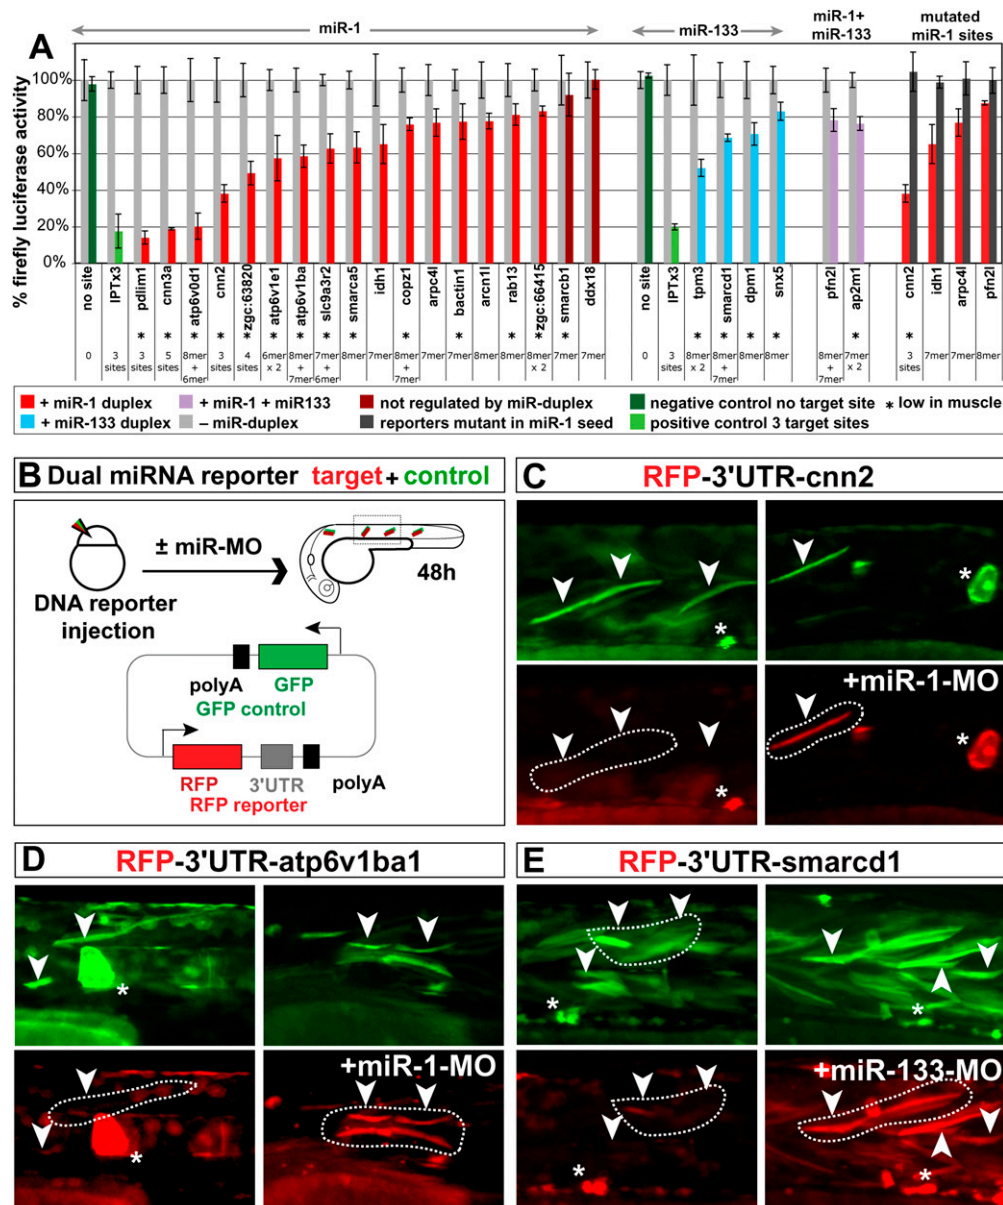 A
miR-1
miR-133
miR-1+
miR-133
mutated
miR-1 sites
% firefly luciferase activity
100%
80%
60%
40%
20%
0%
no site
IPTx3
pdlim1 *
cnn3a *
atp6v0d1 *
cnn2 *
zgc:63820 *
atp6v1e1 *
atp6v1ba *
slc9a3r2 *
smarca5 *
idh1
copz1 *
arpc4l
bactin1 *
arcn1l
rab13 *
zgc:66415 *
smarcb1 *
ddx18
no site
IPTx3
tpm3 *
smarcd1 *
dpm1 *
snx5 *
pfn2l
ap2m1 *
cnn2 *
idh1
arpc4l
pfn2l
0
3 sites
3 sites
5 sites
8mer + 6mer
3 sites
4 sites
6mer x 2
8mer + 7mer
7mer + 6mer
8mer
7mer
8mer + 7mer
7mer
7mer
8mer
8mer
8mer x 2
7mer
7mer
0
3 sites
8mer x 2
8mer + 7mer
8mer
8mer
8mer + 7mer
7mer x 2
3 sites
7mer
7mer
8mer
+ miR-1 duplex
+ miR-1 + miR133
not regulated by miR-duplex
negative control no target site
* low in muscle
+ miR-133 duplex
– miR-duplex
reporters mutant in miR-1 seed
positive control 3 target sites
B Dual miRNA reporter target + control
± miR-MO
48h
DNA reporter
injection
polyA
GFP
GFP control
RFP
3'UTR
polyA
RFP reporter
C RFP-3'UTR-cnn2
*
*
+miR-1-MO
*
*
D RFP-3'UTR-atp6v1ba1
*
+miR-1-MO
*
E RFP-3'UTR-smarcd1
*
*
+miR-133-MO
*
*